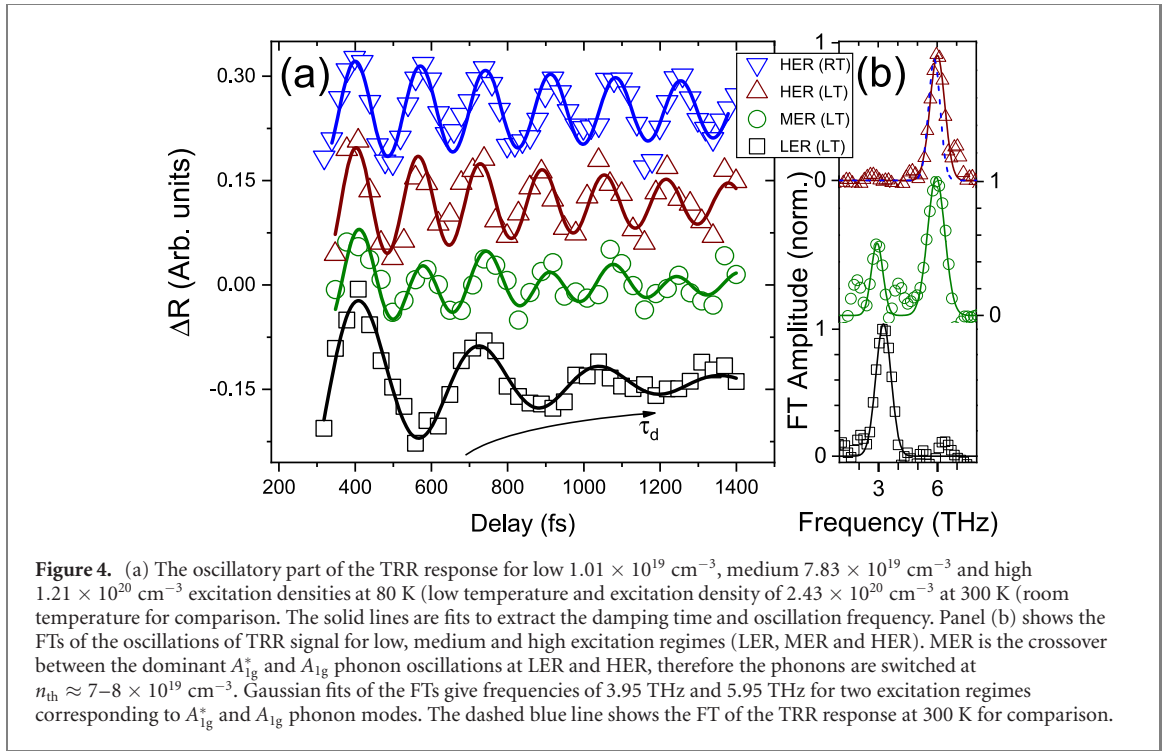 (a)
(b)
HER (RT)
HER (LT)
MER (LT)
LER (LT)
ΔR (Arb. units)
0.30
0.15
0.00
-0.15
τd
200 400 600 800 1000 1200 1400
Delay (fs)
FT Amplitude (norm.)
1
0
1
0
1
0
3 6
Frequency (THz)
Figure 4. (a) The oscillatory part of the TRR response for low 1.01 × 10¹⁹ cm⁻³, medium 7.83 × 10¹⁹ cm⁻³ and high
1.21 × 10²⁰ cm⁻³ excitation densities at 80 K (low temperature and excitation density of 2.43 × 10²⁰ cm⁻³ at 300 K (room
temperature for comparison. The solid lines are fits to extract the damping time and oscillation frequency. Panel (b) shows the
FTs of the oscillations of TRR signal for low, medium and high excitation regimes (LER, MER and HER). MER is the crossover
between the dominant A*1g and A1g phonon oscillations at LER and HER, therefore the phonons are switched at
nth ≈ 7–8 × 10¹⁹ cm⁻³. Gaussian fits of the FTs give frequencies of 3.95 THz and 5.95 THz for two excitation regimes
corresponding to A*1g and A1g phonon modes. The dashed blue line shows the FT of the TRR response at 300 K for comparison.